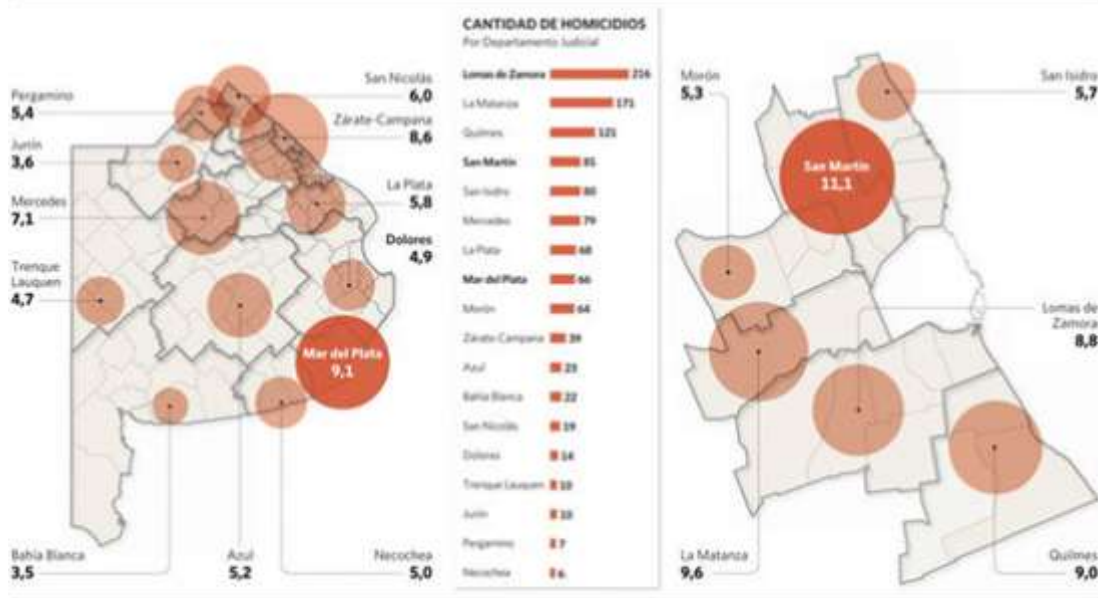 San Nicolás
6,0
Pergamino
5,4
Zárate-Campana
8,6
Junín
3,6
La Plata
5,8
Mercedes
7,1
Dolores
4,9
Trenque
Lauquen
4,7
Mar del Plata
9,1
Bahía Blanca
3,5
Azul
5,2
Necochea
5,0
CANTIDAD DE HOMICIDIOS
Por Departamento Judicial
Lomas de Zamora 216
La Matanza 171
Quilmes 121
San Martín 85
San Isidro 80
Mercedes 79
La Plata 68
Mar del Plata 66
Morón 64
Zárate Campana 39
Azul 23
Bahía Blanca 22
San Nicolás 19
Dolores 14
Trenque Lauquen 10
Junín 10
Pergamino 7
Necochea 6
Morón
5,3
San Isidro
5,7
San Martín
11,1
Lomas de
Zamora
8,8
La Matanza
9,6
Quilmes
9,0